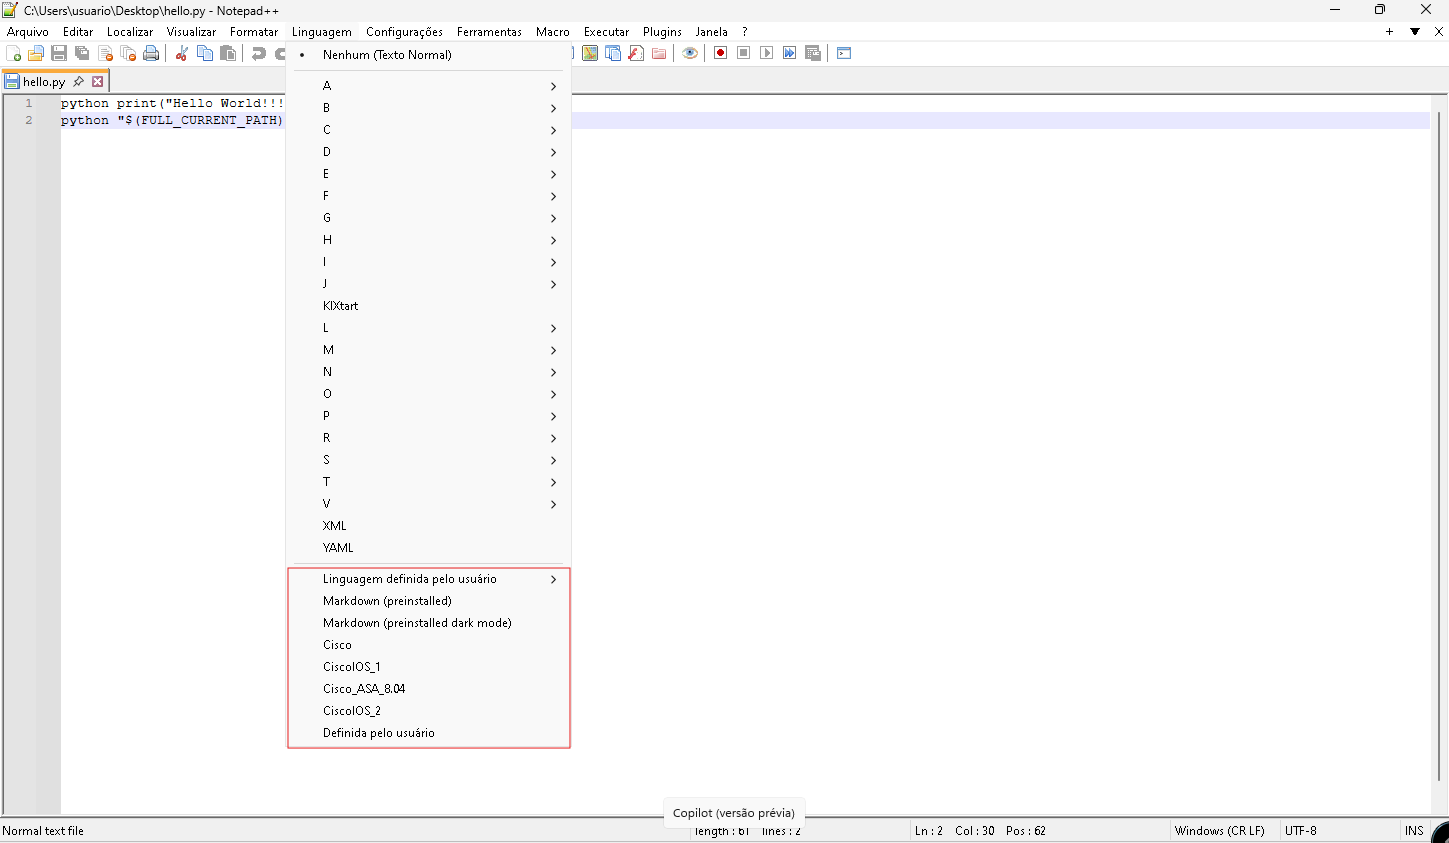 C:\Users\usuario\Desktop\hello.py - Notepad++
Arquivo Editar Localizar Visualizar Formatar Linguagem Configurações Ferramentas Macro Executar Plugins Janela ?
hello.py
1 python print("Hello World!!!
2 python "$(FULL_CURRENT_PATH)
Nenhum (Texto Normal)
A
B
C
D
E
F
G
H
I
J
KIXtart
L
M
N
O
P
R
S
T
V
XML
YAML
Linguagem definida pelo usuário
Markdown (preinstalled)
Markdown (preinstalled dark mode)
Cisco
CiscoIOS_1
Cisco_ASA_8.04
CiscoIOS_2
Definida pelo usuário
Copilot (versão prévia)
Normal text file length : 61 lines : 2 Ln : 2 Col : 30 Pos : 62 Windows (CR LF) UTF-8 INS